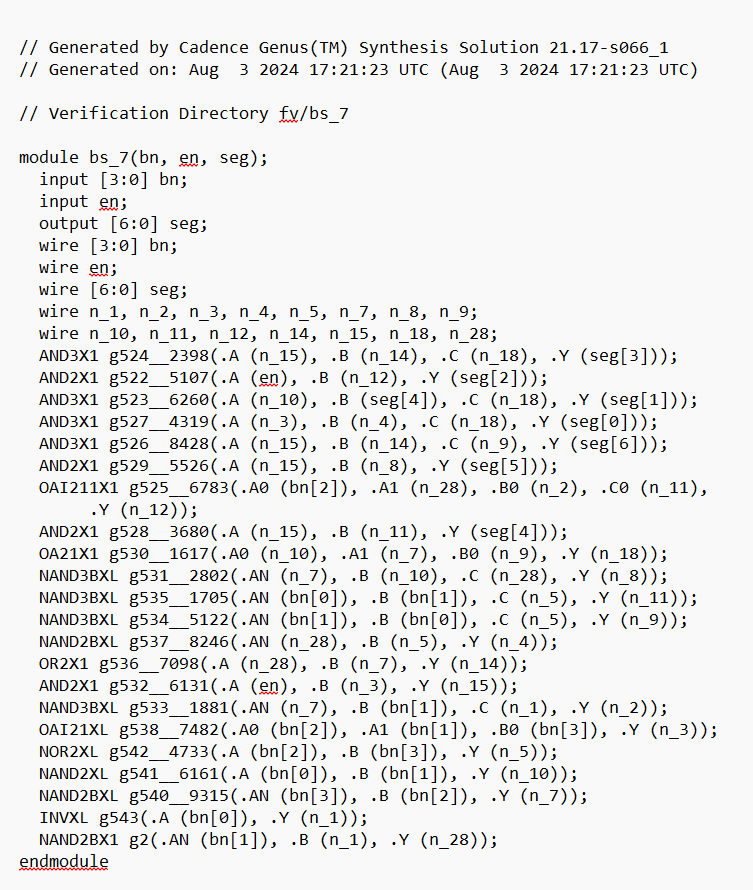 // Generated by Cadence Genus(TM) Synthesis Solution 21.17-s066_1
// Generated on: Aug  3 2024 17:21:23 UTC (Aug  3 2024 17:21:23 UTC)

// Verification Directory fv/bs_7

module bs_7(bn, en, seg);
  input [3:0] bn;
  input en;
  output [6:0] seg;
  wire [3:0] bn;
  wire en;
  wire [6:0] seg;
  wire n_1, n_2, n_3, n_4, n_5, n_7, n_8, n_9;
  wire n_10, n_11, n_12, n_14, n_15, n_18, n_28;
  AND3X1 g524__2398(.A (n_15), .B (n_14), .C (n_18), .Y (seg[3]));
  AND2X1 g522__5107(.A (en), .B (n_12), .Y (seg[2]));
  AND3X1 g523__6260(.A (n_10), .B (seg[4]), .C (n_18), .Y (seg[1]));
  AND3X1 g527__4319(.A (n_3), .B (n_4), .C (n_18), .Y (seg[0]));
  AND3X1 g526__8428(.A (n_15), .B (n_14), .C (n_9), .Y (seg[6]));
  AND2X1 g529__5526(.A (n_15), .B (n_8), .Y (seg[5]));
  OAI211X1 g525__6783(.A0 (bn[2]), .A1 (n_28), .B0 (n_2), .C0 (n_11),
       .Y (n_12));
  AND2X1 g528__3680(.A (n_15), .B (n_11), .Y (seg[4]));
  OA21X1 g530__1617(.A0 (n_10), .A1 (n_7), .B0 (n_9), .Y (n_18));
  NAND3BXL g531__2802(.AN (n_7), .B (n_10), .C (n_28), .Y (n_8));
  NAND3BXL g535__1705(.AN (bn[0]), .B (bn[1]), .C (n_5), .Y (n_11));
  NAND3BXL g534__5122(.AN (bn[1]), .B (bn[0]), .C (n_5), .Y (n_9));
  NAND2BXL g537__8246(.AN (n_28), .B (n_5), .Y (n_4));
  OR2X1 g536__7098(.A (n_28), .B (n_7), .Y (n_14));
  AND2X1 g532__6131(.A (en), .B (n_3), .Y (n_15));
  NAND3BXL g533__1881(.AN (n_7), .B (bn[1]), .C (n_1), .Y (n_2));
  OAI21XL g538__7482(.A0 (bn[2]), .A1 (bn[1]), .B0 (bn[3]), .Y (n_3));
  NOR2XL g542__4733(.A (bn[2]), .B (bn[3]), .Y (n_5));
  NAND2XL g541__6161(.A (bn[0]), .B (bn[1]), .Y (n_10));
  NAND2BXL g540__9315(.AN (bn[3]), .B (bn[2]), .Y (n_7));
  INVXL g543(.A (bn[0]), .Y (n_1));
  NAND2BX1 g2(.AN (bn[1]), .B (n_1), .Y (n_28));
endmodule